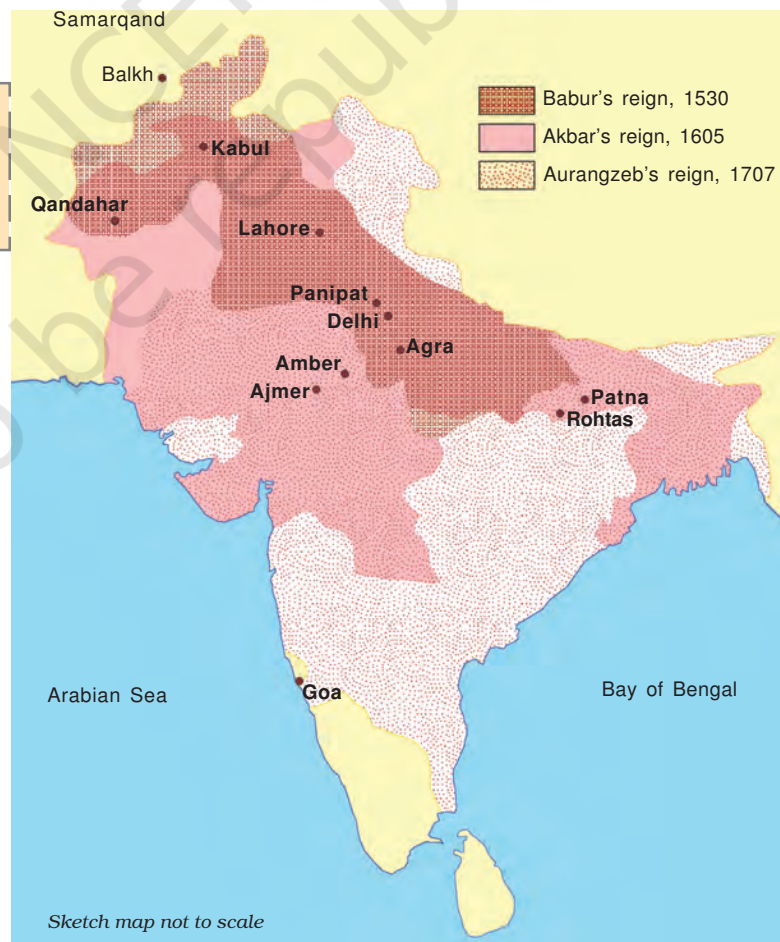 Samarqand
Balkh
Babur's reign, 1530
Akbar's reign, 1605
Aurangzeb's reign, 1707
Kabul
Qandahar
Lahore
Panipat
Delhi
Agra
Amber
Ajmer
Patna
Rohtas
Goa
Arabian Sea
Bay of Bengal
Sketch map not to scale